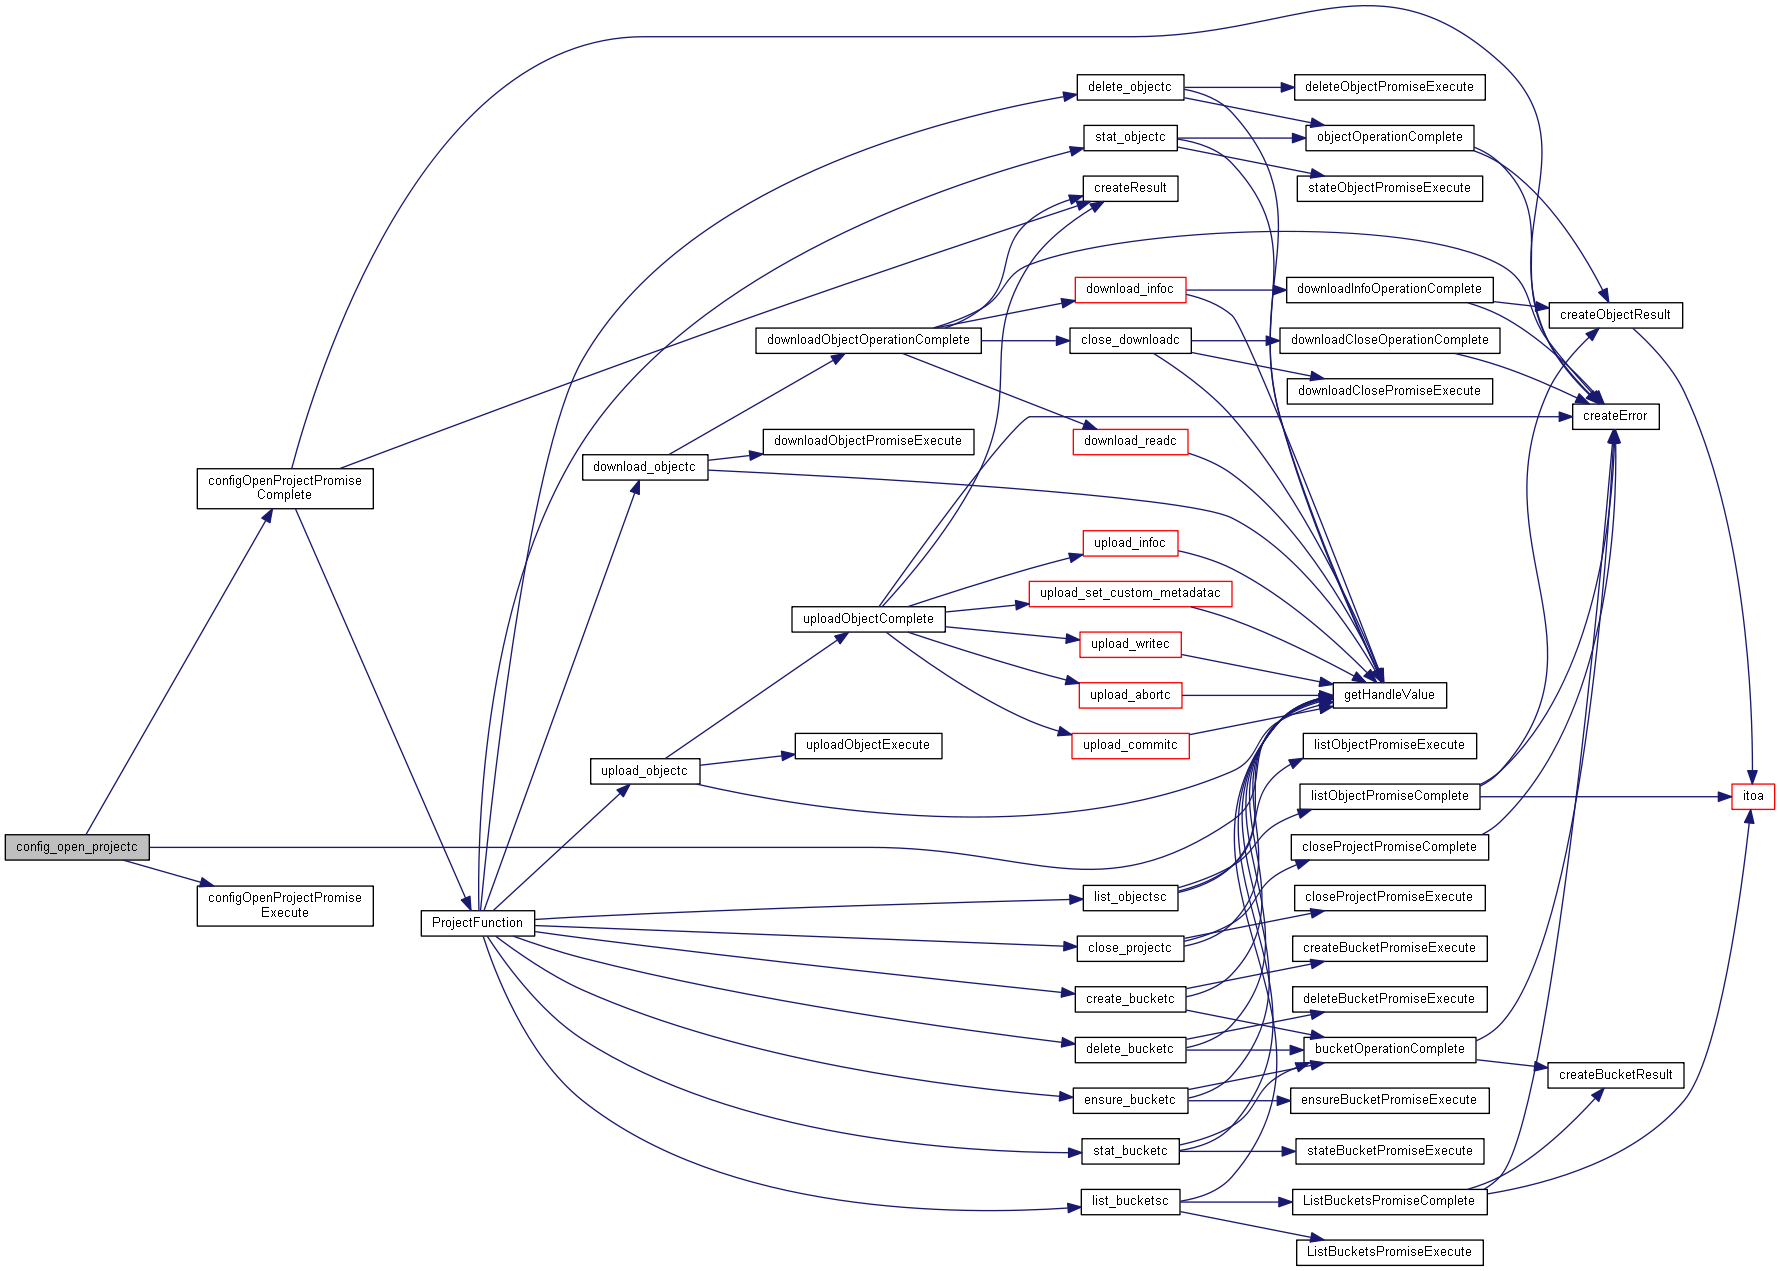 config_open_projectc
configOpenProjectPromise
Complete
configOpenProjectPromise
Execute
ProjectFunction
download_objectc
upload_objectc
downloadObjectOperationComplete
downloadObjectPromiseExecute
uploadObjectComplete
uploadObjectExecute
delete_objectc
stat_objectc
createResult
download_infoc
close_downloadc
download_readc
upload_infoc
upload_set_custom_metadatac
upload_writec
upload_abortc
upload_commitc
list_objectsc
close_projectc
create_bucketc
delete_bucketc
ensure_bucketc
stat_bucketc
list_bucketsc
deleteObjectPromiseExecute
objectOperationComplete
stateObjectPromiseExecute
downloadInfoOperationComplete
downloadCloseOperationComplete
downloadClosePromiseExecute
getHandleValue
listObjectPromiseExecute
listObjectPromiseComplete
closeProjectPromiseComplete
closeProjectPromiseExecute
createBucketPromiseExecute
deleteBucketPromiseExecute
bucketOperationComplete
ensureBucketPromiseExecute
stateBucketPromiseExecute
ListBucketsPromiseComplete
ListBucketsPromiseExecute
createObjectResult
createError
createBucketResult
itoa